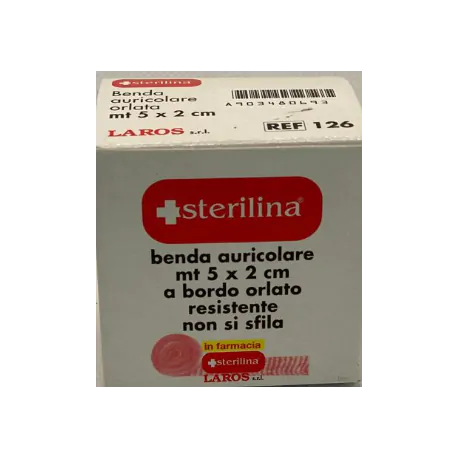 sterilina
Benda
auricolare
orlata
mt 5 x 2 cm
LAROS s.r.l.
A903480693
REF 126
sterilina®
benda auricolare
mt 5 x 2 cm
a bordo orlato
resistente
non si sfila
in farmacia
sterilina
LAROS s.r.l.